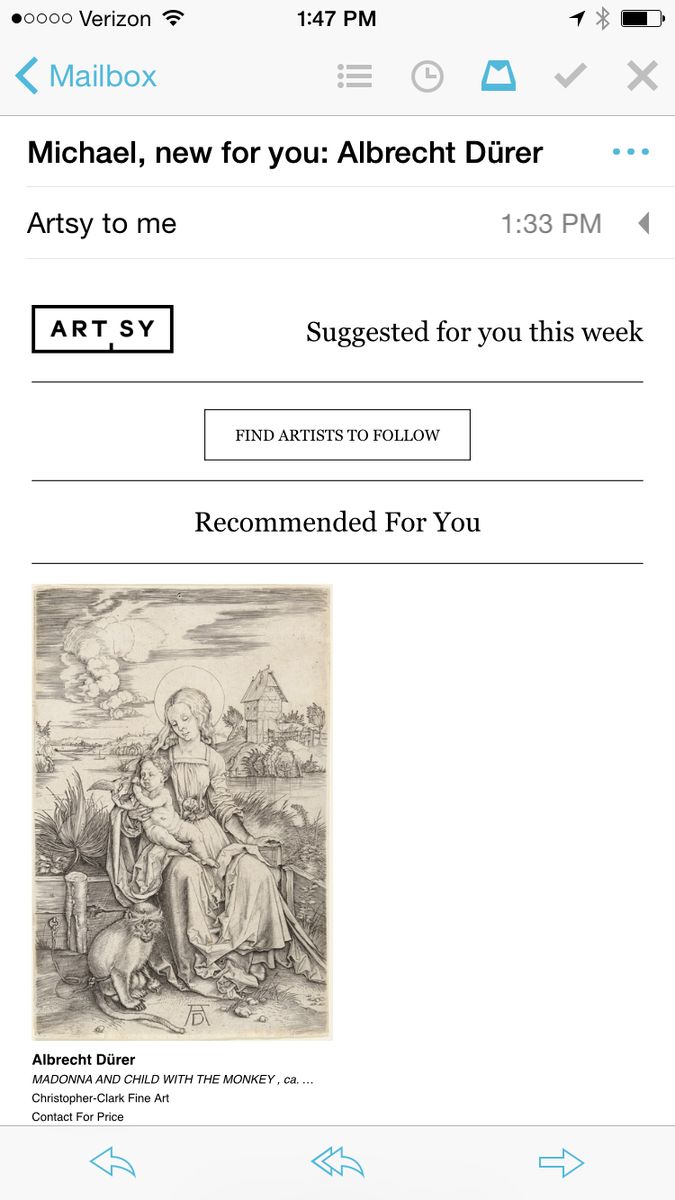 Verizon 1:47 PM
Mailbox
Michael, new for you: Albrecht Dürer
Artsy to me 1:33 PM
ART SY Suggested for you this week
FIND ARTISTS TO FOLLOW
Recommended For You
AD
Albrecht Dürer
MADONNA AND CHILD WITH THE MONKEY , ca. ...
Christopher-Clark Fine Art
Contact For Price